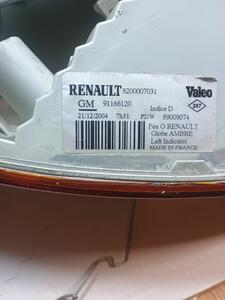 RENAULT 8200007031 Valeo
GM 91166120 Indice D 287
21/12/2004 7h31 P21W 89009074
Feu G RENAULT
Globe AMBRE
Left Indicator
MADE IN FRANCE